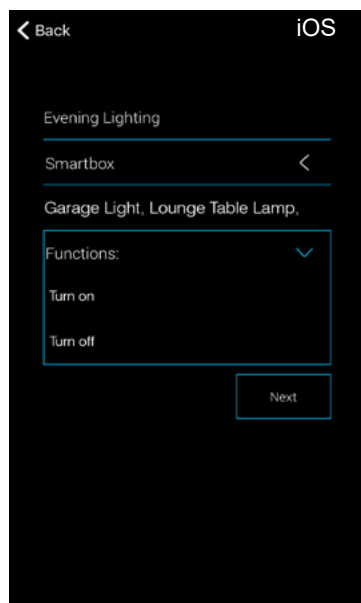 Back
iOS
Evening Lighting
Smartbox
Garage Light, Lounge Table Lamp,
Functions:
Turn on
Turn off
Next